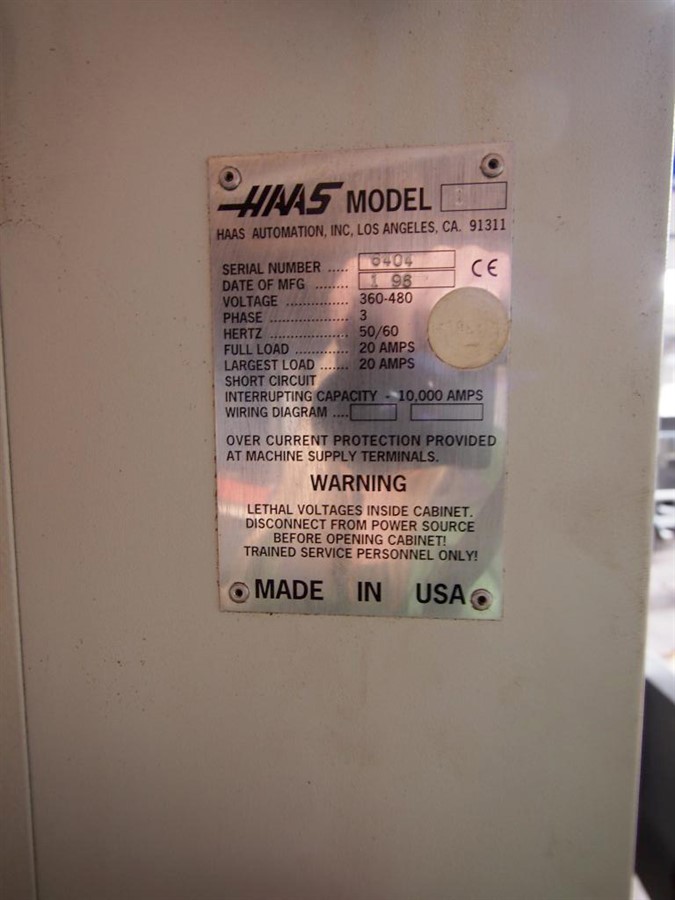 HAAS MODEL
HAAS AUTOMATION, INC, LOS ANGELES, CA. 91311
SERIAL NUMBER ..... 6404
DATE OF MFG ........ 1 96
CE
VOLTAGE ............... 360-480
PHASE ................... 3
HERTZ ................... 50/60
FULL LOAD ............. 20 AMPS
LARGEST LOAD ....... 20 AMPS
SHORT CIRCUIT
INTERRUPTING CAPACITY - 10,000 AMPS
WIRING DIAGRAM ....
OVER CURRENT PROTECTION PROVIDED
AT MACHINE SUPPLY TERMINALS.
WARNING
LETHAL VOLTAGES INSIDE CABINET.
DISCONNECT FROM POWER SOURCE
BEFORE OPENING CABINET!
TRAINED SERVICE PERSONNEL ONLY!
MADE IN USA